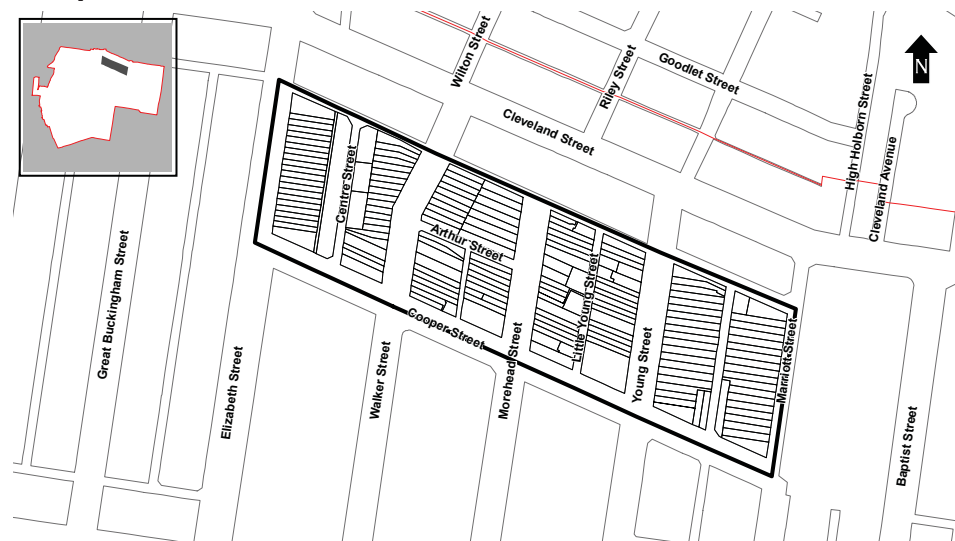 Wilton Street
Riley Street
Goodlet Street
N
Cleveland Street
High Holborn Street
Cleveland Avenue
Centre Street
Arthur Street
Great Buckingham Street
Little Young Street
Cooper Street
Elizabeth Street
Walker Street
Morehead Street
Young Street
Marriott Street
Baptist Street